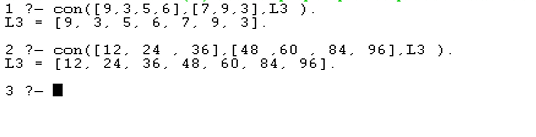 1 ?- con([9,3,5,6],[7,9,3],L3 ).
L3 = [9, 3, 5, 6, 7, 9, 3].
2 ?- con([12, 24 , 36],[48 ,60 , 84, 96],L3 ).
L3 = [12, 24, 36, 48, 60, 84, 96].
3 ?-